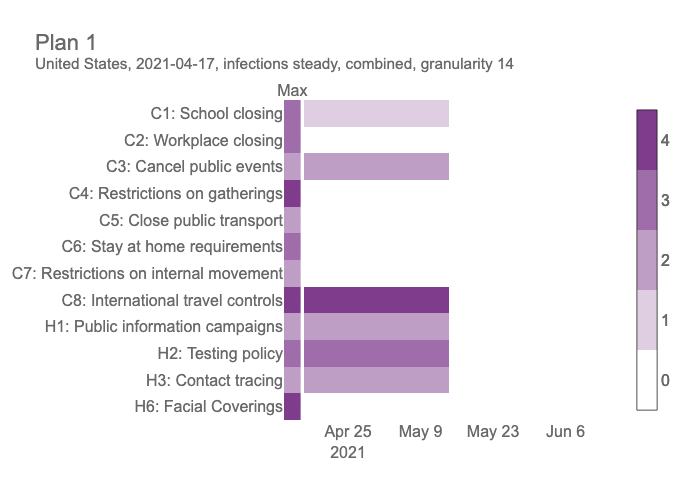 Plan 1
United States, 2021-04-17, infections steady, combined, granularity 14
Max
C1: School closing
C2: Workplace closing
C3: Cancel public events
C4: Restrictions on gatherings
C5: Close public transport
C6: Stay at home requirements
C7: Restrictions on internal movement
C8: International travel controls
H1: Public information campaigns
H2: Testing policy
H3: Contact tracing
H6: Facial Coverings
4
3
2
1
0
Apr 25 May 9 May 23 Jun 6
2021